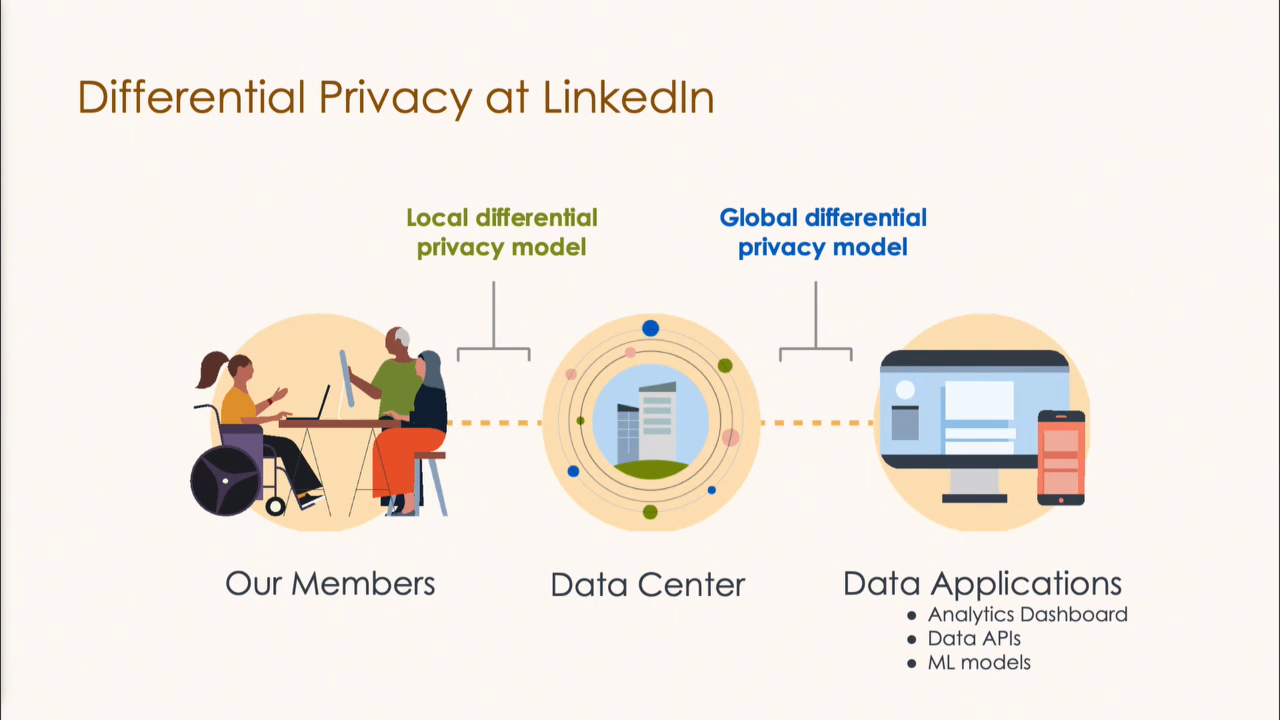 Differential Privacy at LinkedIn
Local differential
privacy model
Global differential
privacy model
Our Members
Data Center
Data Applications
● Analytics Dashboard
● Data APIs
● ML models